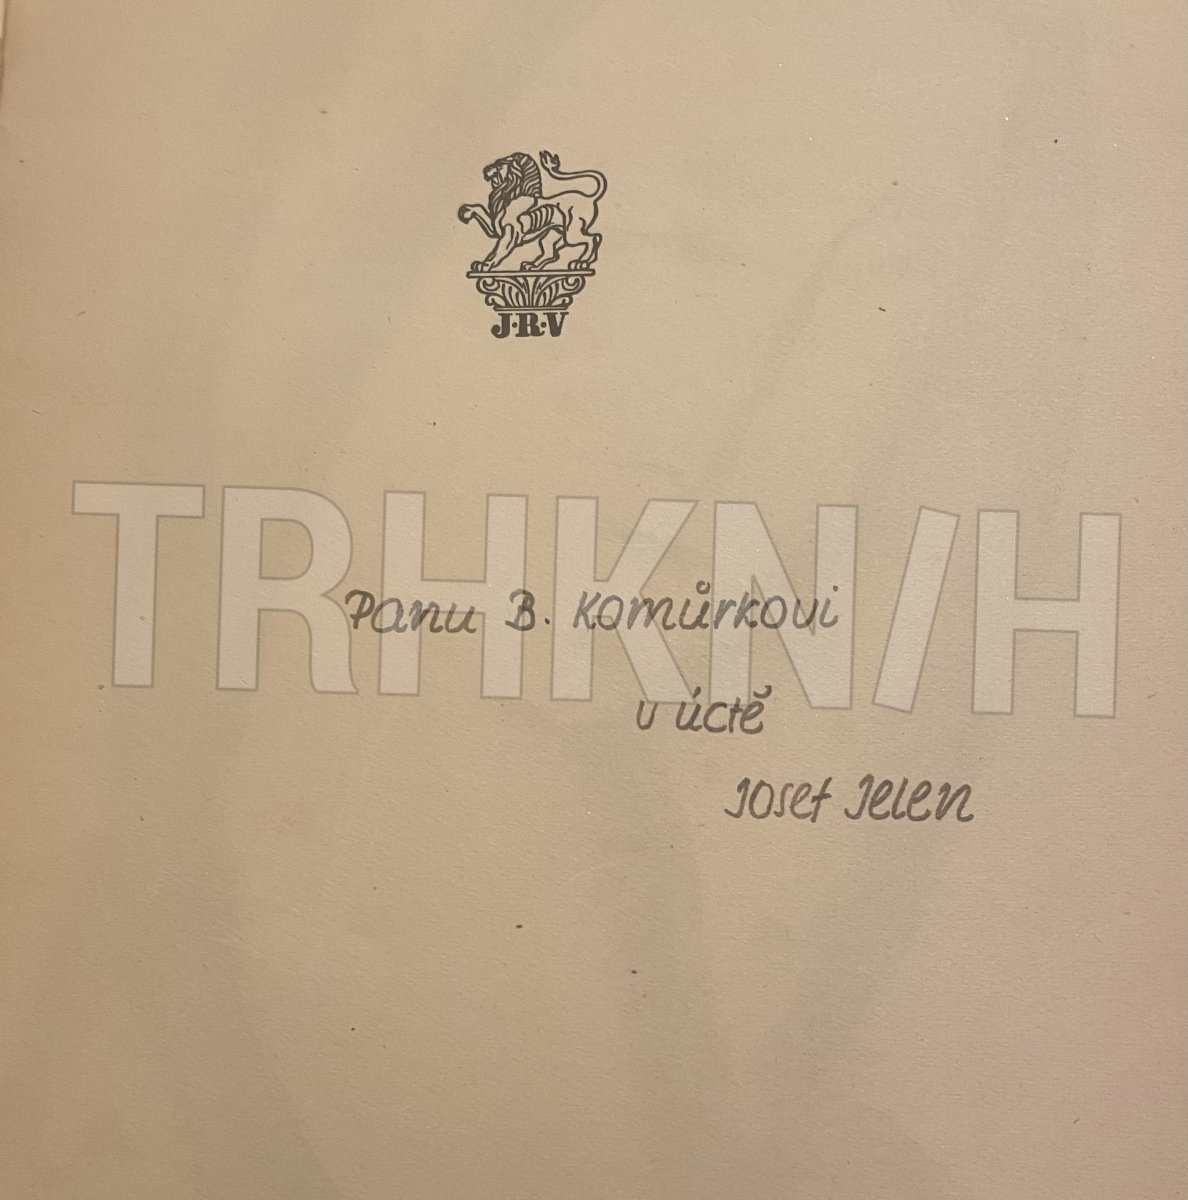 J·R·V
TRHKNIH
Panu B. Komůrkovi
v úctě
Josef Jelen